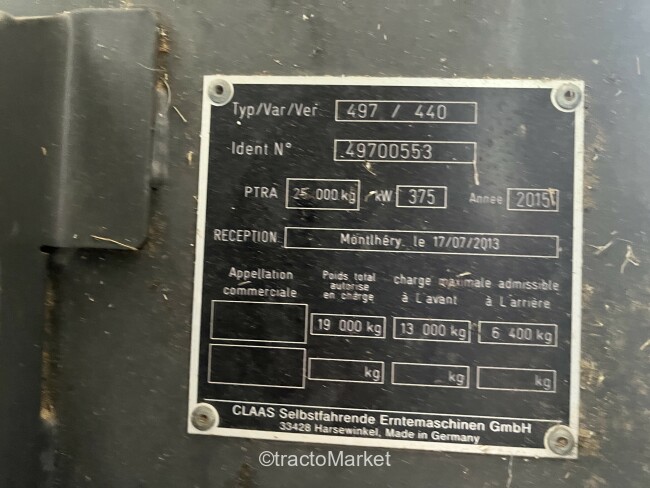 Typ/Var/Ver 497 / 440
Ident N° 49700553
PTRA 25 000 kg / kW 375 Année 2015
RECEPTION Montlhéry, le 17/07/2013
Appellation commerciale Poids total autorise en charge charge maximale admissible à L'avant à L'arrière
19 000 kg 13 000 kg 6 400 kg
kg kg kg
CLAAS Selbstfahrende Erntemaschinen GmbH
33428 Harsewinkel, Made in Germany
©tractoMarket